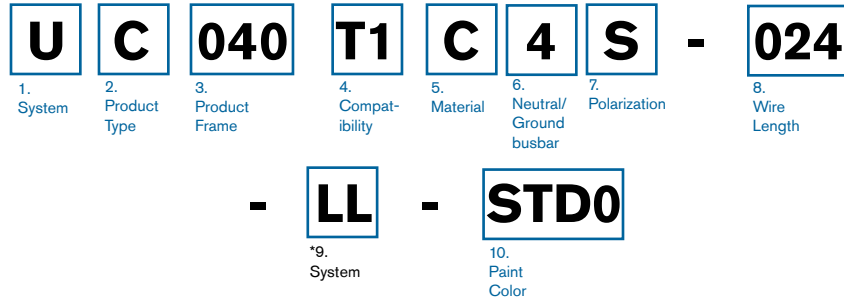 U C 040 T1 C 4 S - 024
1. System
2. Product Type
3. Product Frame
4. Compat-ibility
5. Material
6. Neutral/ Ground busbar
7. Polarization
8. Wire Length
- LL - STD0
*9. System
10. Paint Color